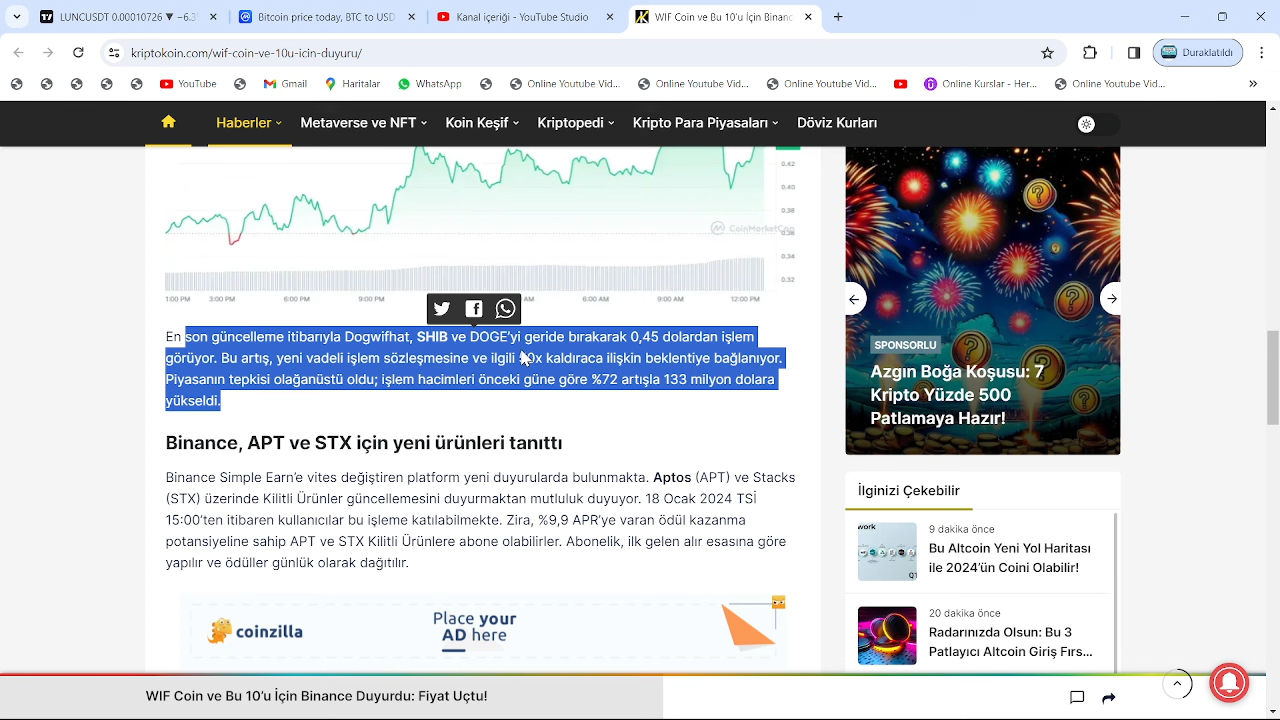 LUNCUSDT 0.00010726 ▼ −6.3
Bitcoin price today, BTC to USD
Kanal içeriği - YouTube Studio
WIF Coin ve Bu 10'u İçin Binanc
kriptokoin.com/wif-coin-ve-10u-icin-duyuru/
Duraklatıldı
YouTube
Gmail
Haritalar
WhatsApp
Online Youtube Vid...
Online Youtube Vid...
Online Youtube Vid...
Online Kurslar - Her...
Online Youtube Vid...
Haberler
Metaverse ve NFT
Koin Keşif
Kriptopedi
Kripto Para Piyasaları
Döviz Kurları
0.42
0.40
0.38
CoinMarketCap
0.36
0.34
0.32
1:00 PM 3:00 PM 6:00 PM 9:00 PM AM 6:00 AM 9:00 AM 12:00 PM
En son güncelleme itibarıyla Dogwifhat, SHIB ve DOGE'yi geride bırakarak 0,45 dolardan işlem
görüyor. Bu artış, yeni vadeli işlem sözleşmesine ve ilgili 50x kaldıraca ilişkin beklentiye bağlanıyor.
Piyasanın tepkisi olağanüstü oldu; işlem hacimleri önceki güne göre %72 artışla 133 milyon dolara
yükseldi.
Binance, APT ve STX için yeni ürünleri tanıttı
Binance Simple Earn'e vites değiştiren platform yeni duyurularda bulunmakta. Aptos (APT) ve Stacks
(STX) üzerinde Kilitli Ürünler güncellemesini duyurmaktan mutluluk duyuyor. 18 Ocak 2024 TSİ
15:00'ten itibaren kullanıcılar bu işleme katılabilmekte. Zira, %9,9 APR'ye varan ödül kazanma
potansiyeline sahip APT ve STX Kilitli Ürünlere abone olabilirler. Abonelik, ilk gelen alır esasına göre
yapılır ve ödüller günlük olarak dağıtılır.
coinzilla
Place your
AD here
SPONSORLU
Azgın Boğa Koşusu: 7
Kripto Yüzde 500
Patlamaya Hazır!
İlginizi Çekebilir
work
Q1
9 dakika önce
Bu Altcoin Yeni Yol Haritası
ile 2024'ün Coini Olabilir!
20 dakika önce
Radarınızda Olsun: Bu 3
Patlayıcı Altcoin Giriş Fırs...
WIF Coin ve Bu 10'u İçin Binance Duyurdu: Fiyat Uçtu!